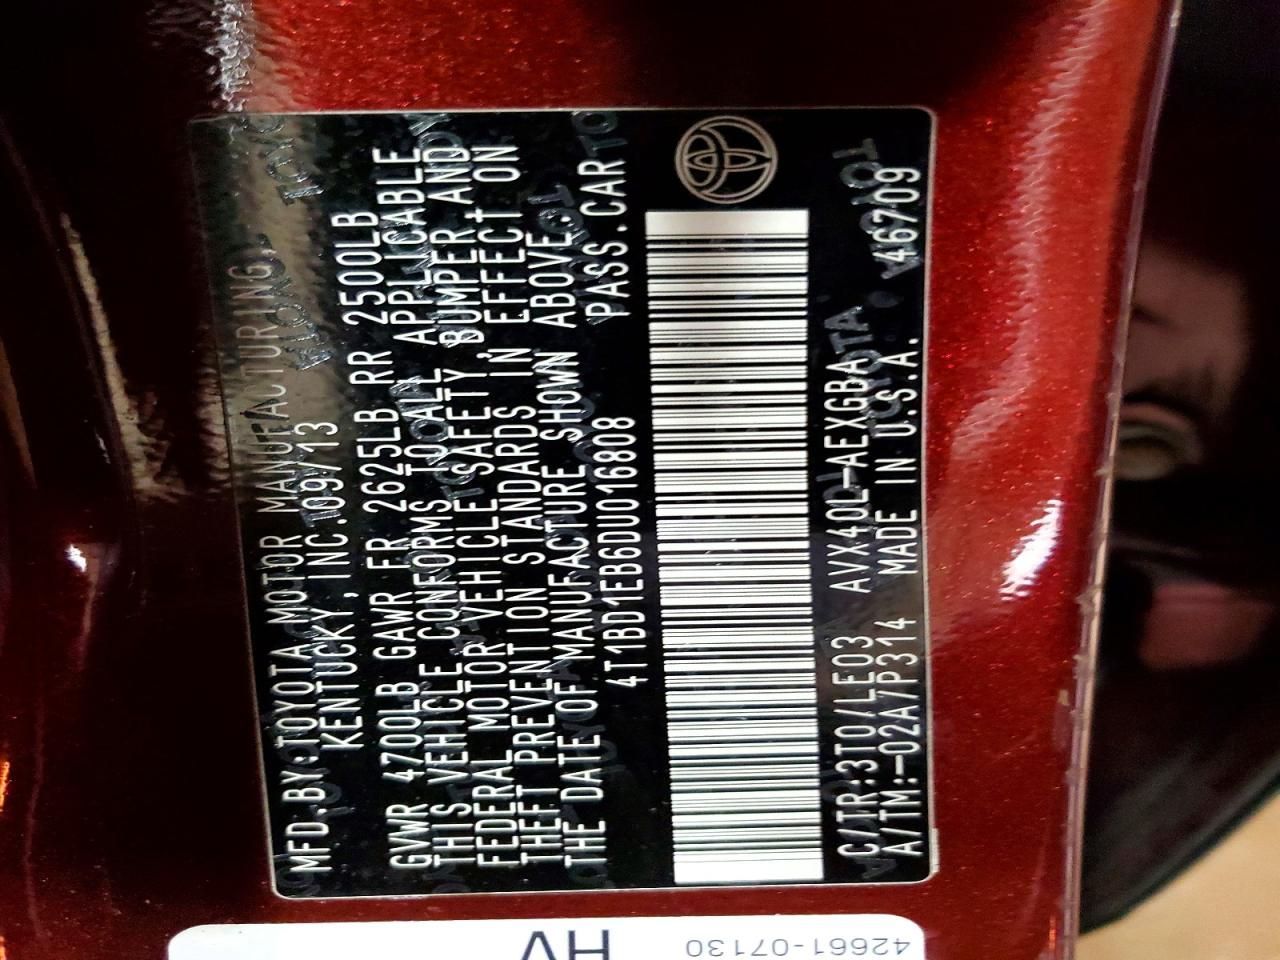 MFD.BY:TOYOTA MOTOR MANUFACTURING,
KENTUCKY, INC. 09/13
GVWR 4700LB GAWR FR 2625LB RR 2500LB
THIS VEHICLE CONFORMS TO ALL APPLICABLE
FEDERAL MOTOR VEHICLE SAFETY, BUMPER, AND
THEFT PREVENTION STANDARDS IN EFFECT ON
THE DATE OF MANUFACTURE SHOWN ABOVE.
4T1BD1EB6DU016808 PASS.CAR
C/TR:3T0/LE03 AVX40L-AEXGBA
A/TM:-02A/P314 MADE IN U.S.A. 46709
HV
42661-07130